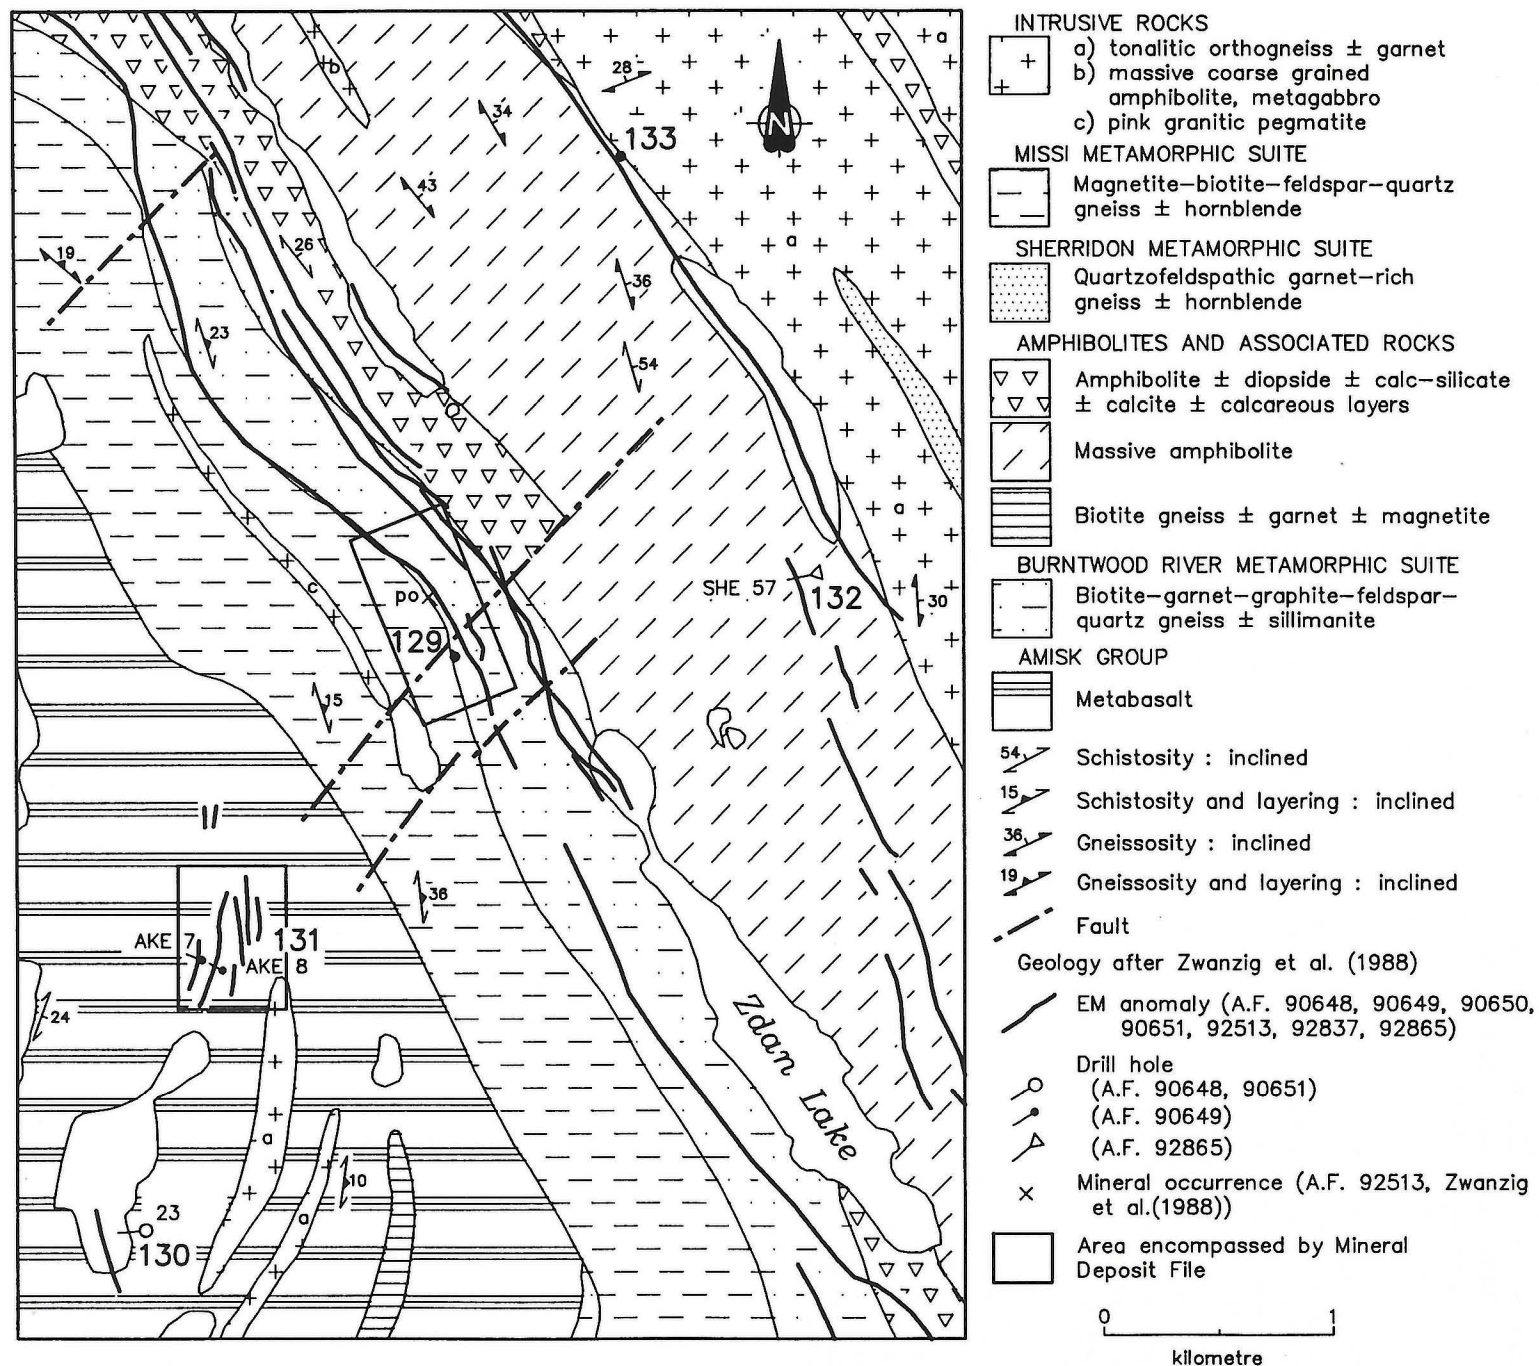 b
a
28
34
N
133
43
a
26
19
36
23
54
a
po
c
SHE 57
132
129
30
15
36
AKE 7
131
AKE 8
24
Zdan Lake
a
10
a
23
130
INTRUSIVE ROCKS
a) tonalitic orthogneiss ± garnet
b) massive coarse grained
amphibolite, metagabbro
c) pink granitic pegmatite
MISSI METAMORPHIC SUITE
Magnetite-biotite-feldspar-quartz
gneiss ± hornblende
SHERRIDON METAMORPHIC SUITE
Quartzofeldspathic garnet-rich
gneiss ± hornblende
AMPHIBOLITES AND ASSOCIATED ROCKS
Amphibolite ± diopside ± calc-silicate
± calcite ± calcareous layers
Massive amphibolite
Biotite gneiss ± garnet ± magnetite
BURNTWOOD RIVER METAMORPHIC SUITE
Biotite-garnet-graphite-feldspar-
quartz gneiss ± sillimanite
AMISK GROUP
Metabasalt
54 Schistosity : inclined
15 Schistosity and layering : inclined
36 Gneissosity : inclined
19 Gneissosity and layering : inclined
Fault
Geology after Zwanzig et al. (1988)
EM anomaly (A.F. 90648, 90649, 90650,
90651, 92513, 92837, 92865)
Drill hole
(A.F. 90648, 90651)
(A.F. 90649)
(A.F. 92865)
Mineral occurrence (A.F. 92513, Zwanzig
et al.(1988))
Area encompassed by Mineral
Deposit File
0 1
kilometre